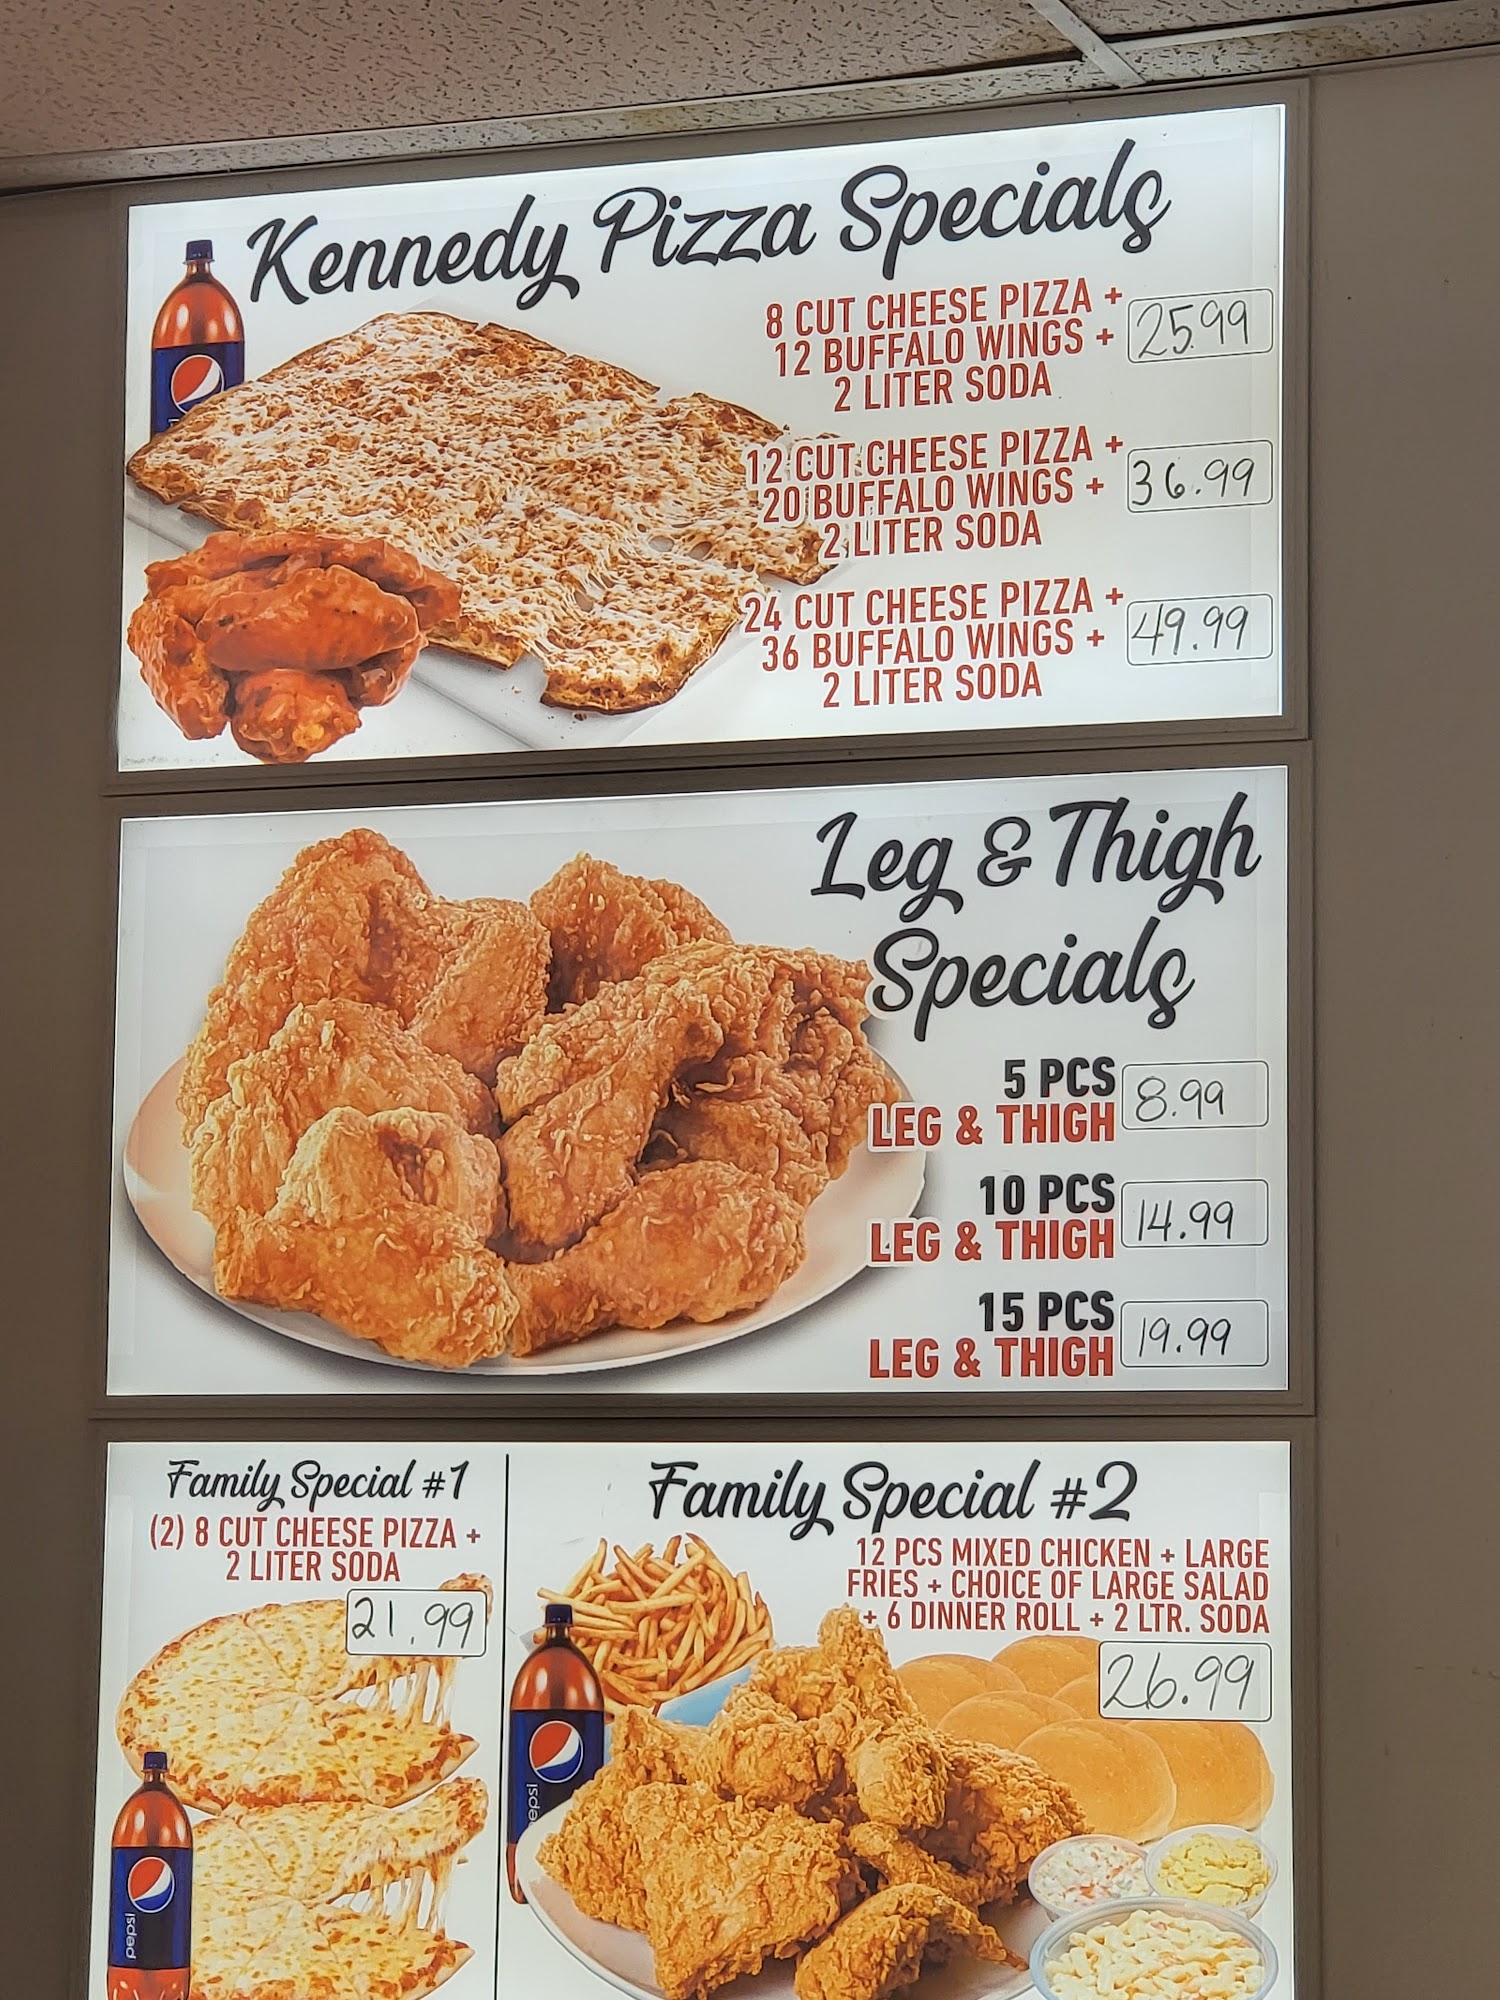 Kennedy Pizza Specials
8 CUT CHEESE PIZZA +
12 BUFFALO WINGS +
2 LITER SODA
25.99
12 CUT CHEESE PIZZA +
20 BUFFALO WINGS +
2 LITER SODA
36.99
24 CUT CHEESE PIZZA +
36 BUFFALO WINGS +
2 LITER SODA
49.99
Leg & Thigh
Specials
5 PCS
LEG & THIGH
8.99
10 PCS
LEG & THIGH
14.99
15 PCS
LEG & THIGH
19.99
Family Special #1
(2) 8 CUT CHEESE PIZZA +
2 LITER SODA
21.99
pepsi
Family Special #2
12 PCS MIXED CHICKEN + LARGE
FRIES + CHOICE OF LARGE SALAD
+ 6 DINNER ROLL + 2 LTR. SODA
26.99
epsi